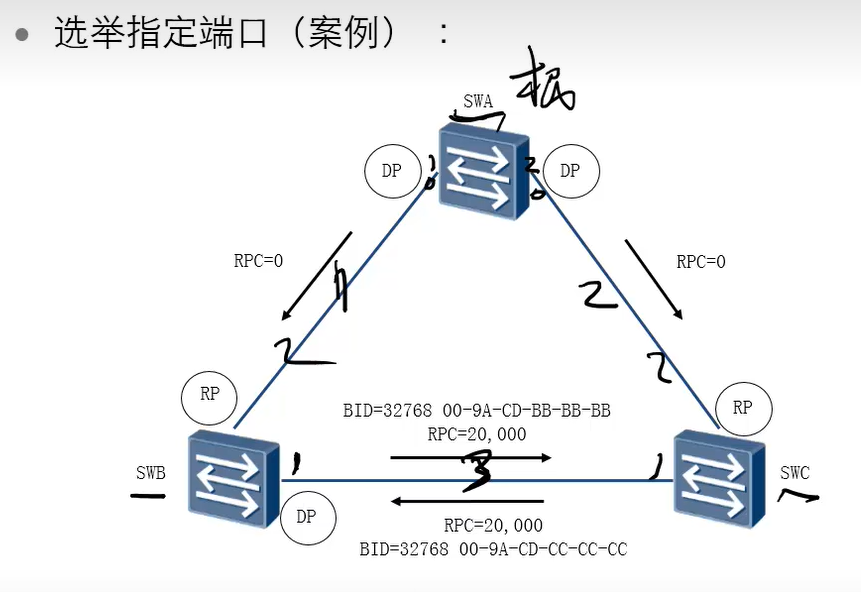 • 选举指定端口（案例） ：
根
SWA
DP
1
0
2
0
DP
RPC=0
RPC=0
1
2
2
2
RP
RP
BID=32768 00-9A-CD-BB-BB-BB
RPC=20,000
SWB
1
3
1
SWC
DP
RPC=20,000
BID=32768 00-9A-CD-CC-CC-CC